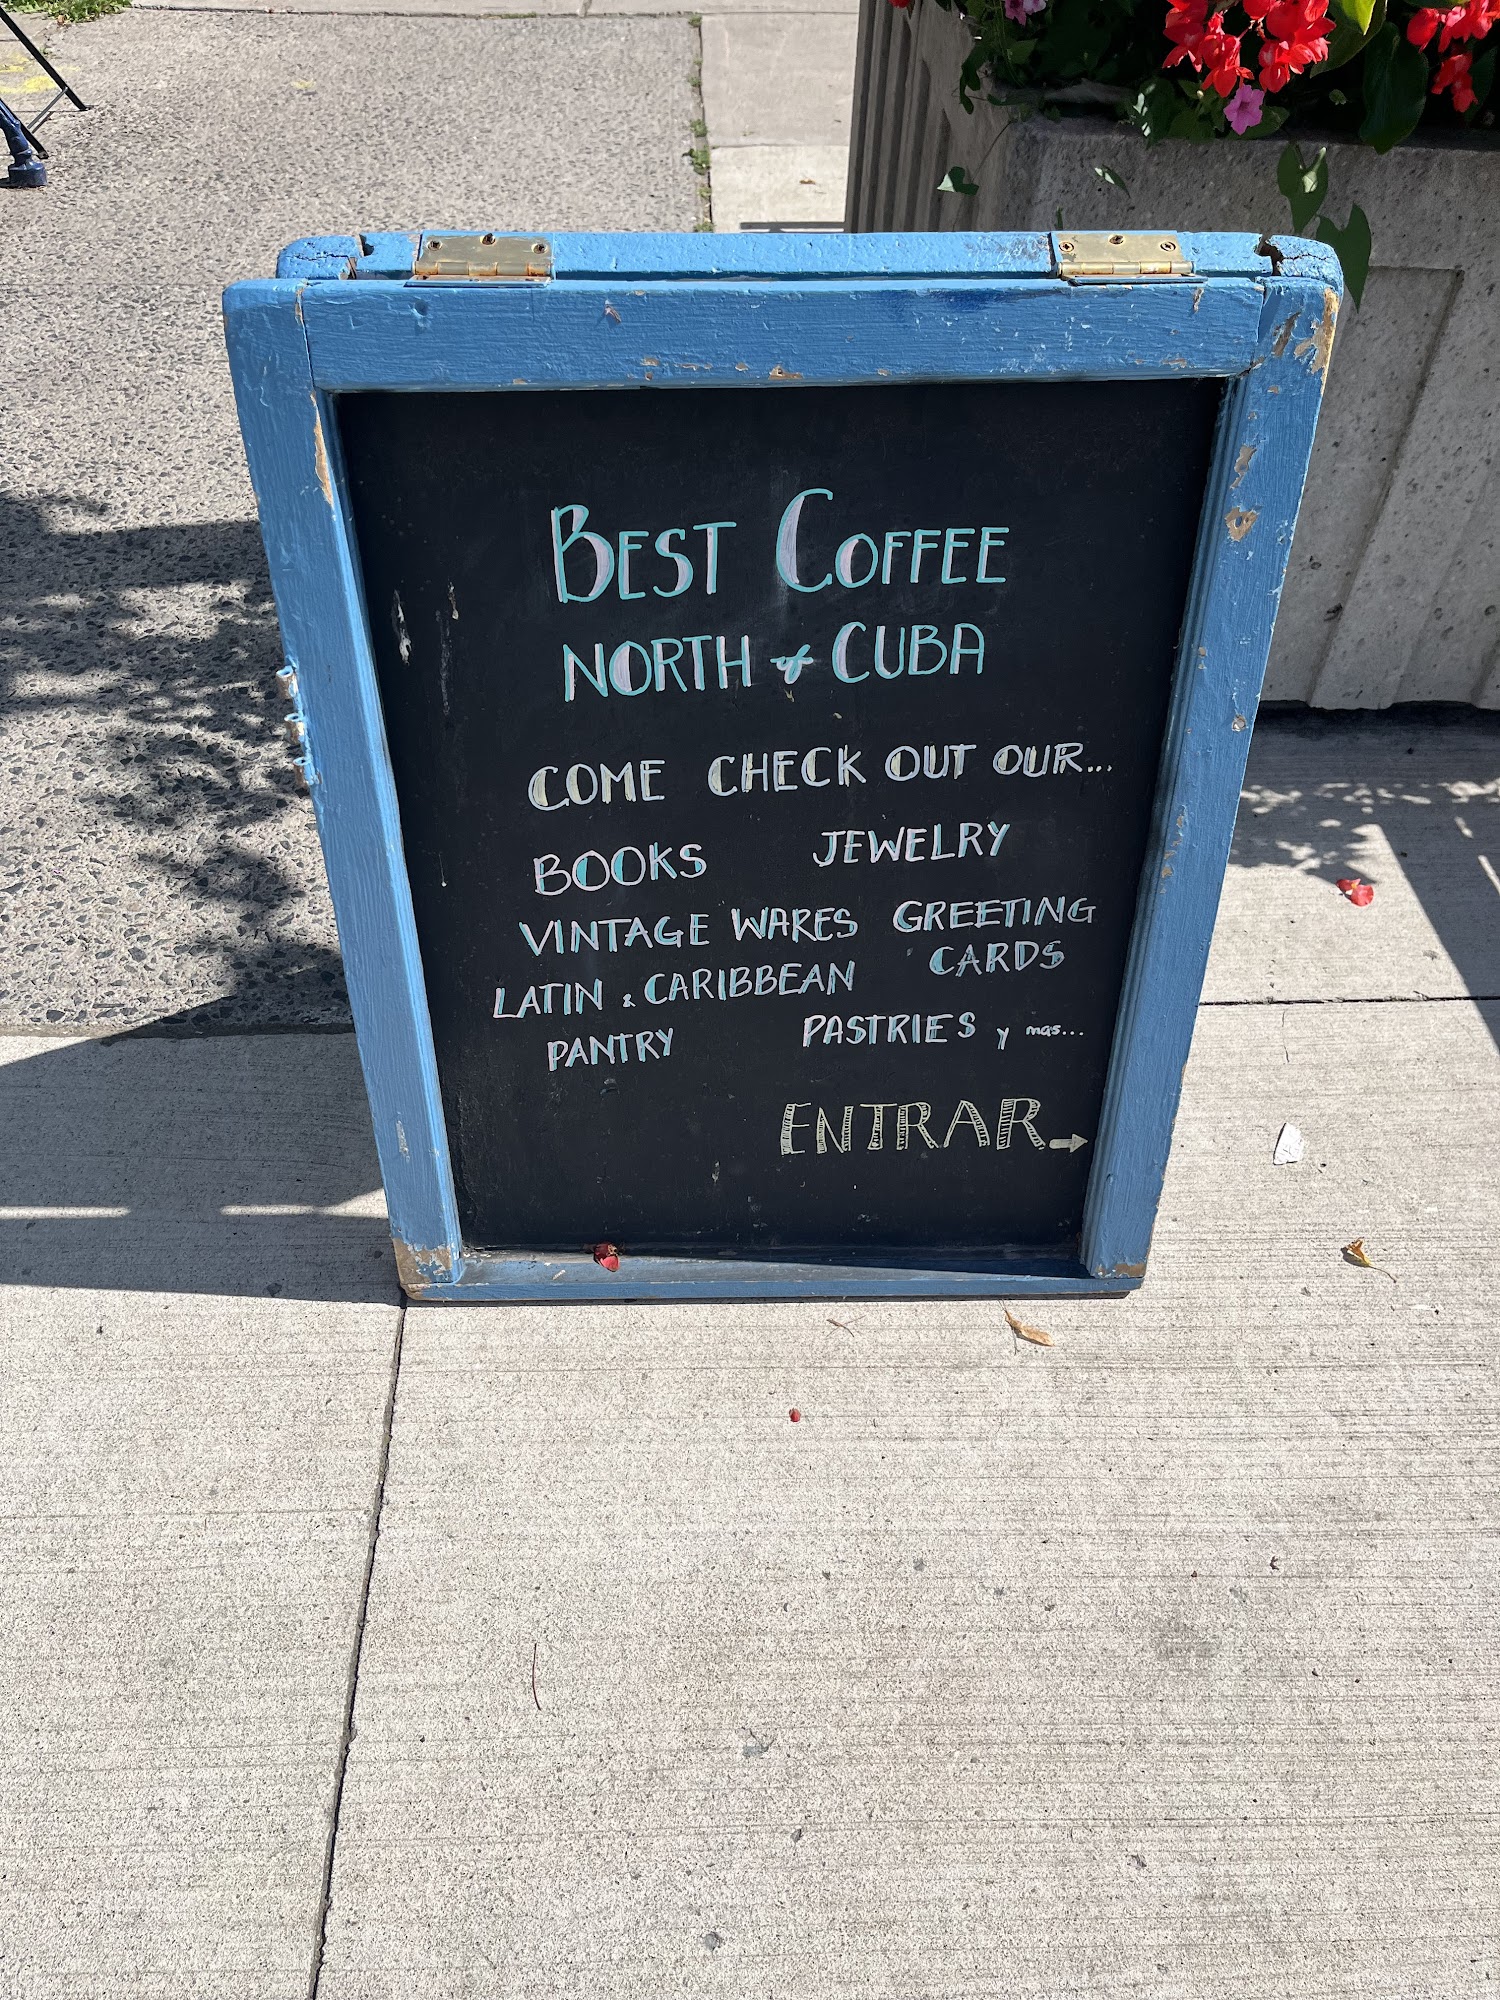 BEST COFFEE
NORTH of CUBA
COME CHECK OUT OUR...
BOOKS
VINTAGE WARES
LATIN & CARIBBEAN
PANTRY
JEWELRY
GREETING
CARDS
PASTRIES y mas...
ENTRAR